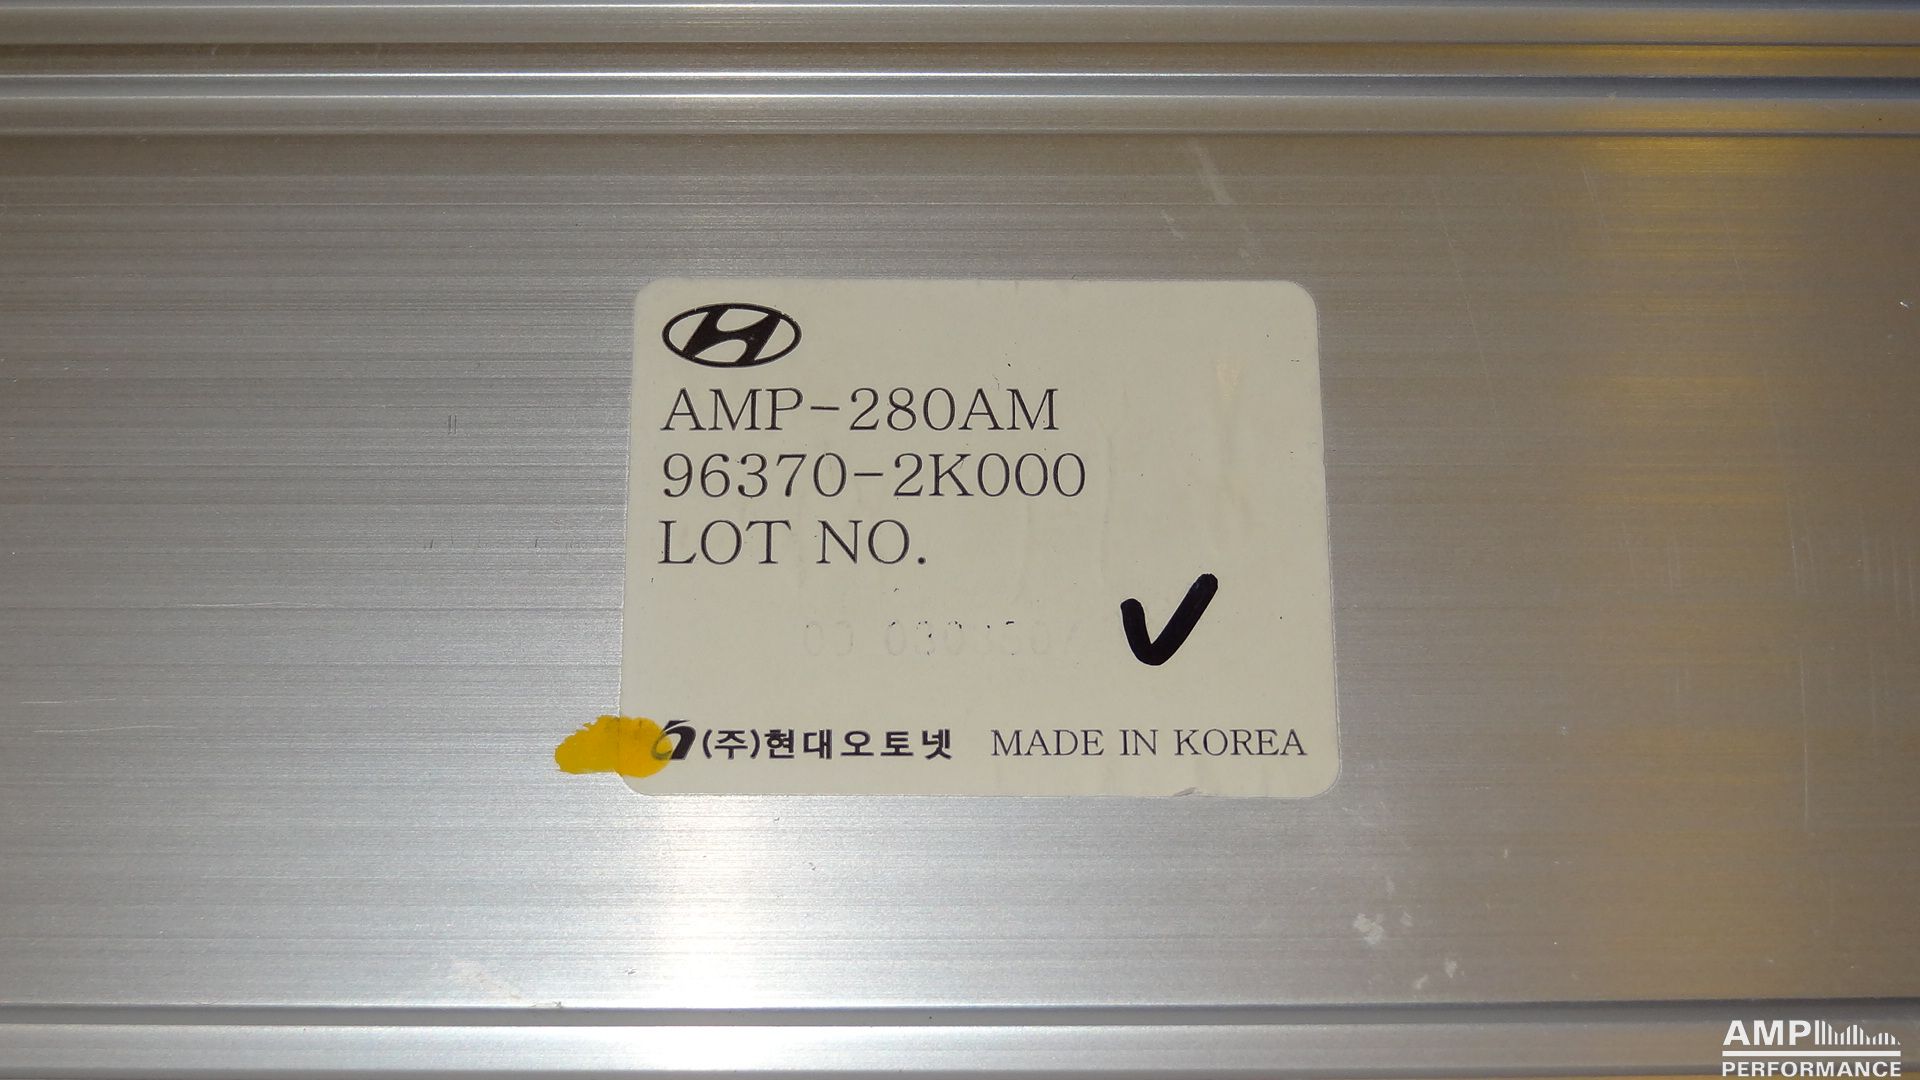 AMP-280AM
96370-2K000
LOT NO.
(주)현대오토넷 MADE IN KOREA
AMP
PERFORMANCE